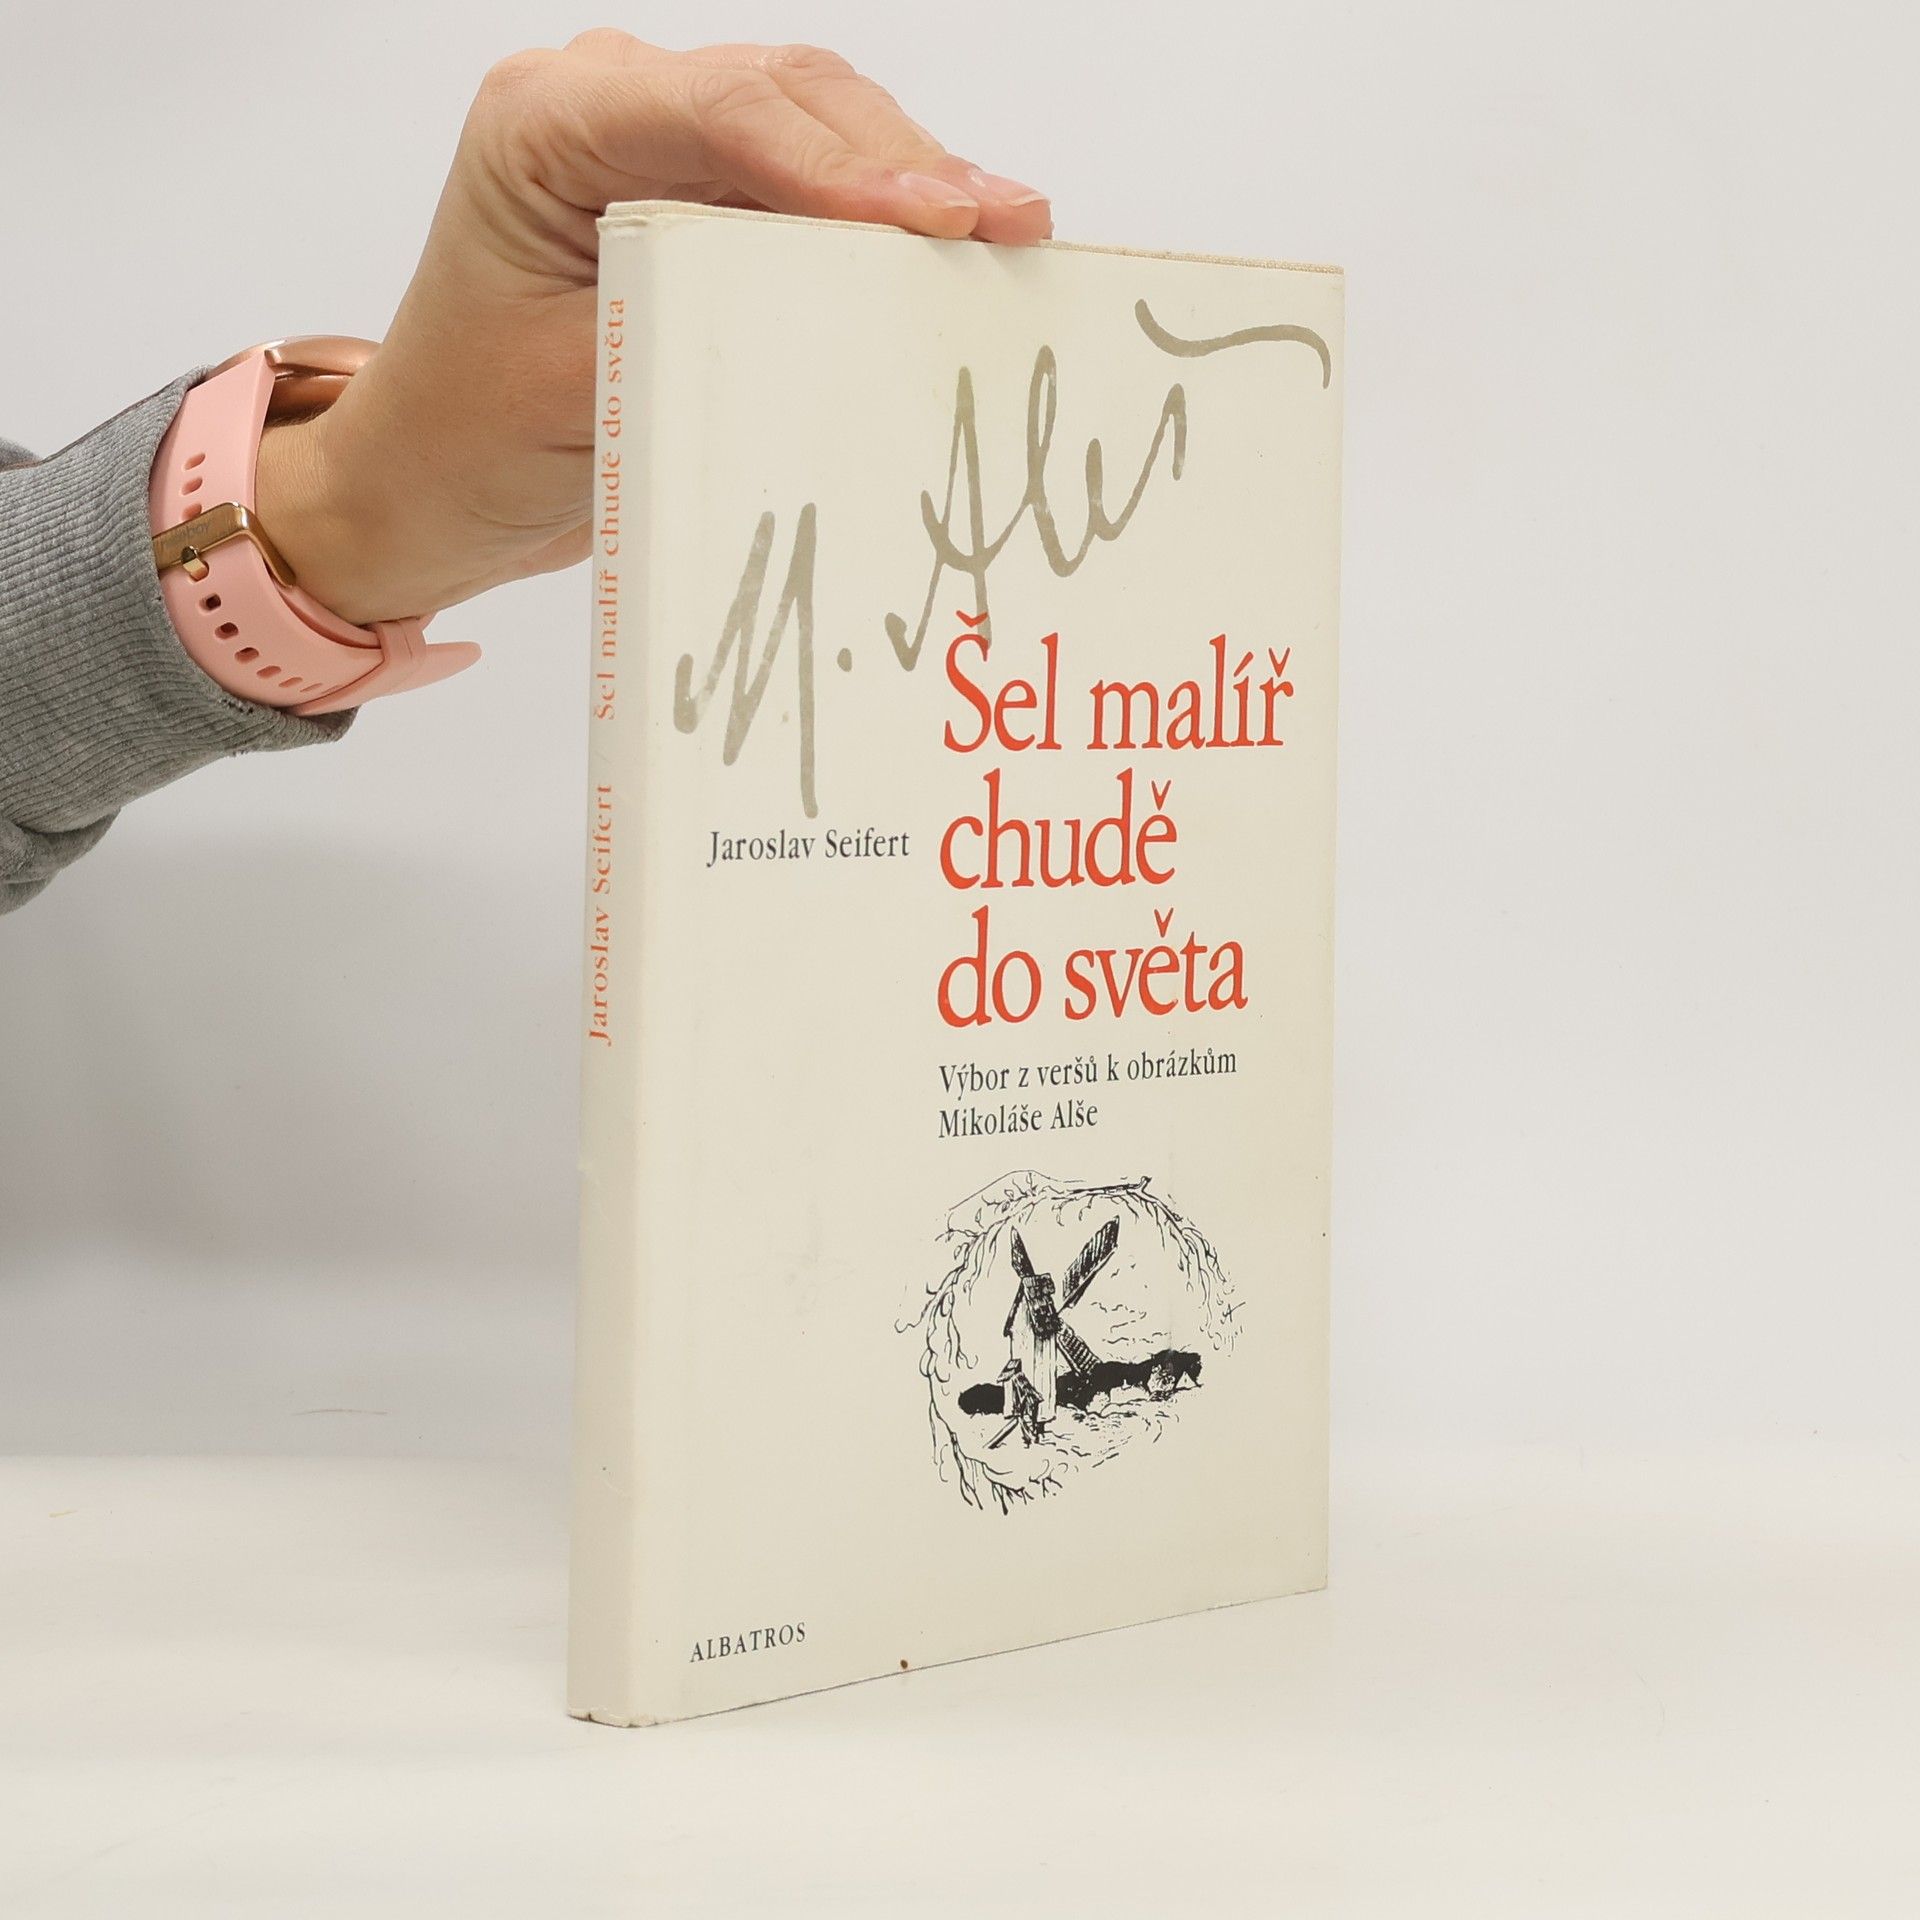 M. Aleš
Šel malíř
chudě
do světa
Jaroslav Seifert
Výbor z veršů k obrázkům
Mikoláše Alše
ALBATROS
Jaroslav Seifert / Šel malíř chudě do světa